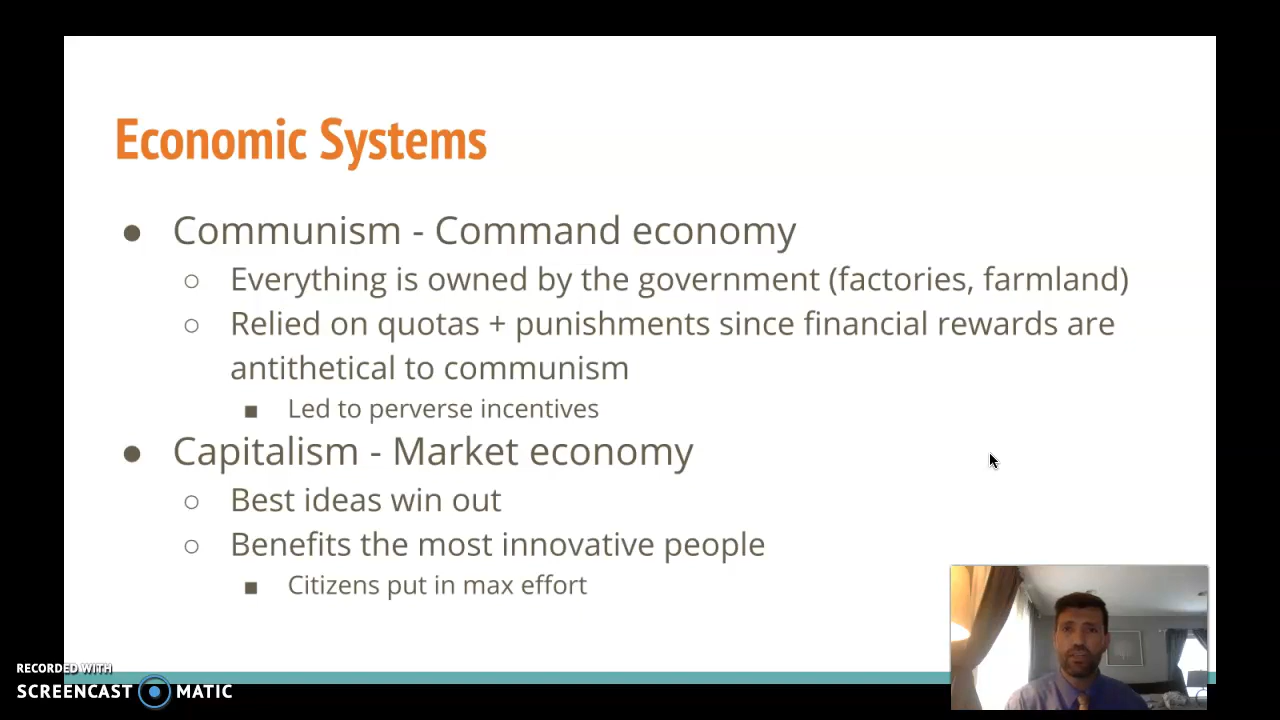 Economic Systems
● Communism - Command economy
○ Everything is owned by the government (factories, farmland)
○ Relied on quotas + punishments since financial rewards are
antithetical to communism
■ Led to perverse incentives
● Capitalism - Market economy
○ Best ideas win out
○ Benefits the most innovative people
■ Citizens put in max effort
RECORDED WITH
SCREENCAST MATIC